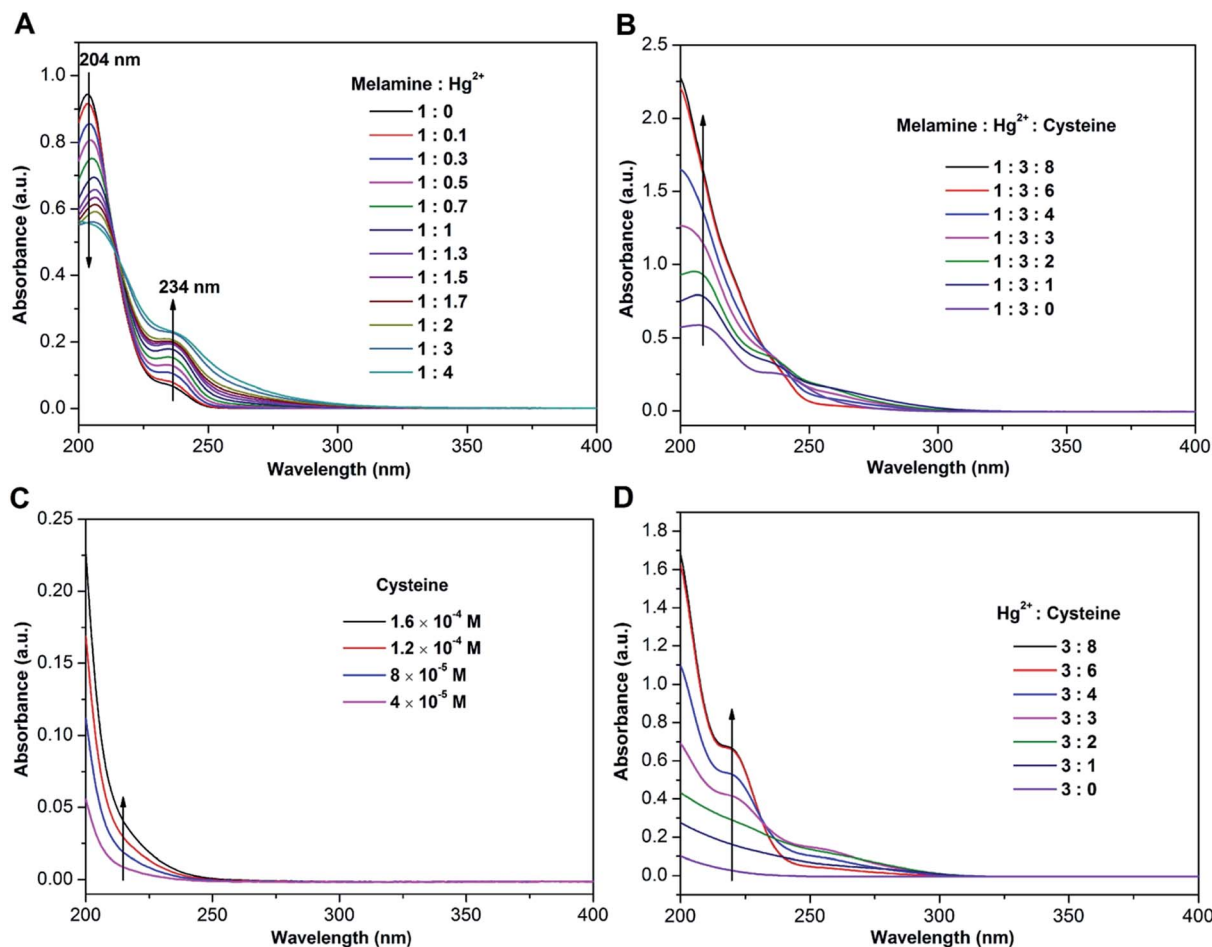 A
204 nm
234 nm
Melamine : Hg²⁺
1 : 0
1 : 0.1
1 : 0.3
1 : 0.5
1 : 0.7
1 : 1
1 : 1.3
1 : 1.5
1 : 1.7
1 : 2
1 : 3
1 : 4
Absorbance (a.u.)
1.0
0.8
0.6
0.4
0.2
0.0
200 250 300 350 400
Wavelength (nm)
B
Melamine : Hg²⁺ : Cysteine
1 : 3 : 8
1 : 3 : 6
1 : 3 : 4
1 : 3 : 3
1 : 3 : 2
1 : 3 : 1
1 : 3 : 0
Absorbance (a.u.)
2.5
2.0
1.5
1.0
0.5
0.0
200 250 300 350 400
Wavelength (nm)
C
Cysteine
1.6 × 10⁻⁴ M
1.2 × 10⁻⁴ M
8 × 10⁻⁵ M
4 × 10⁻⁵ M
Absorbance (a.u.)
0.25
0.20
0.15
0.10
0.05
0.00
200 250 300 350 400
Wavelength (nm)
D
Hg²⁺ : Cysteine
3 : 8
3 : 6
3 : 4
3 : 3
3 : 2
3 : 1
3 : 0
Absorbance (a.u.)
1.8
1.6
1.4
1.2
1.0
0.8
0.6
0.4
0.2
0.0
200 250 300 350 400
Wavelength (nm)